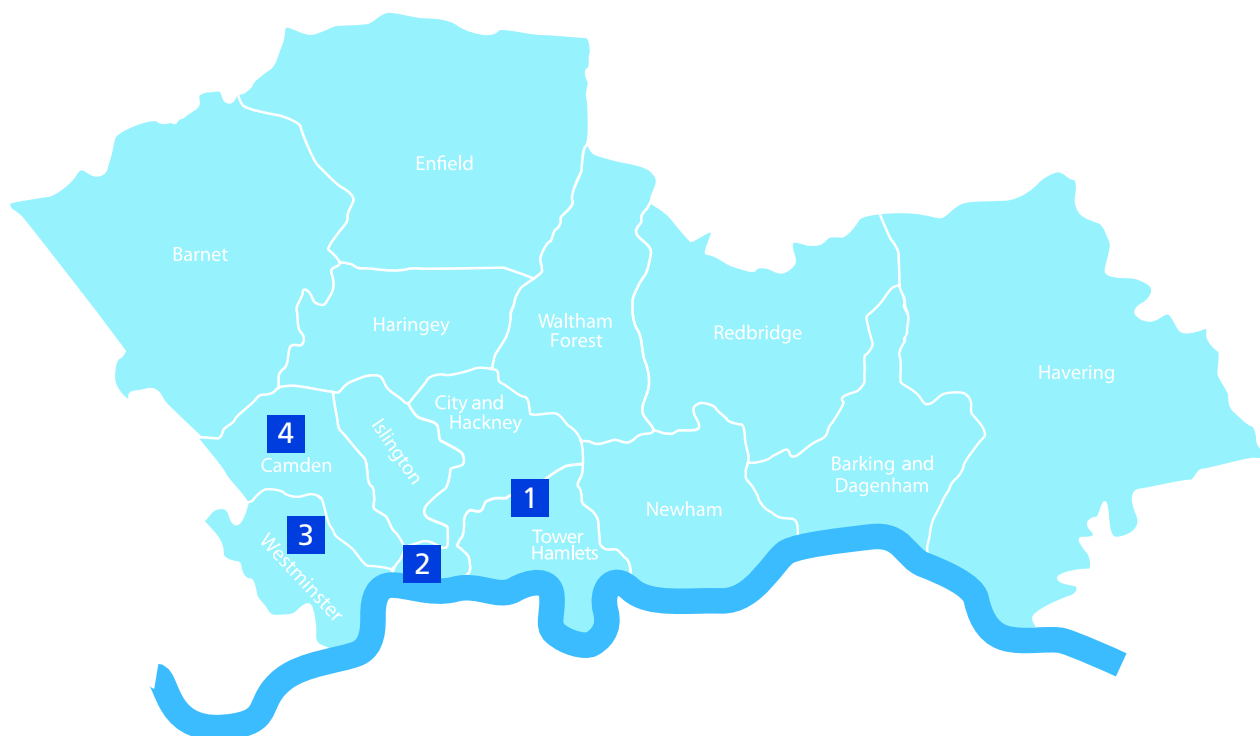 Enfield
Barnet
Haringey
Waltham
Forest
Redbridge
Havering
City and
Hackney
Islington
4
Camden
Barking and
Dagenham
1
Newham
3
Westminster
2
Tower
Hamlets